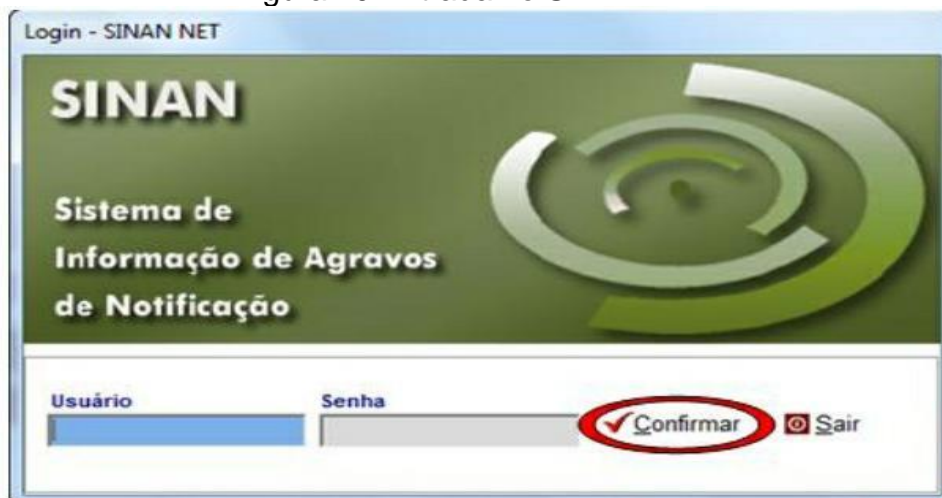 Login - SINAN NET
SINAN
Sistema de
Informação de Agravos
de Notificação
Usuário
Senha
Confirmar
Sair